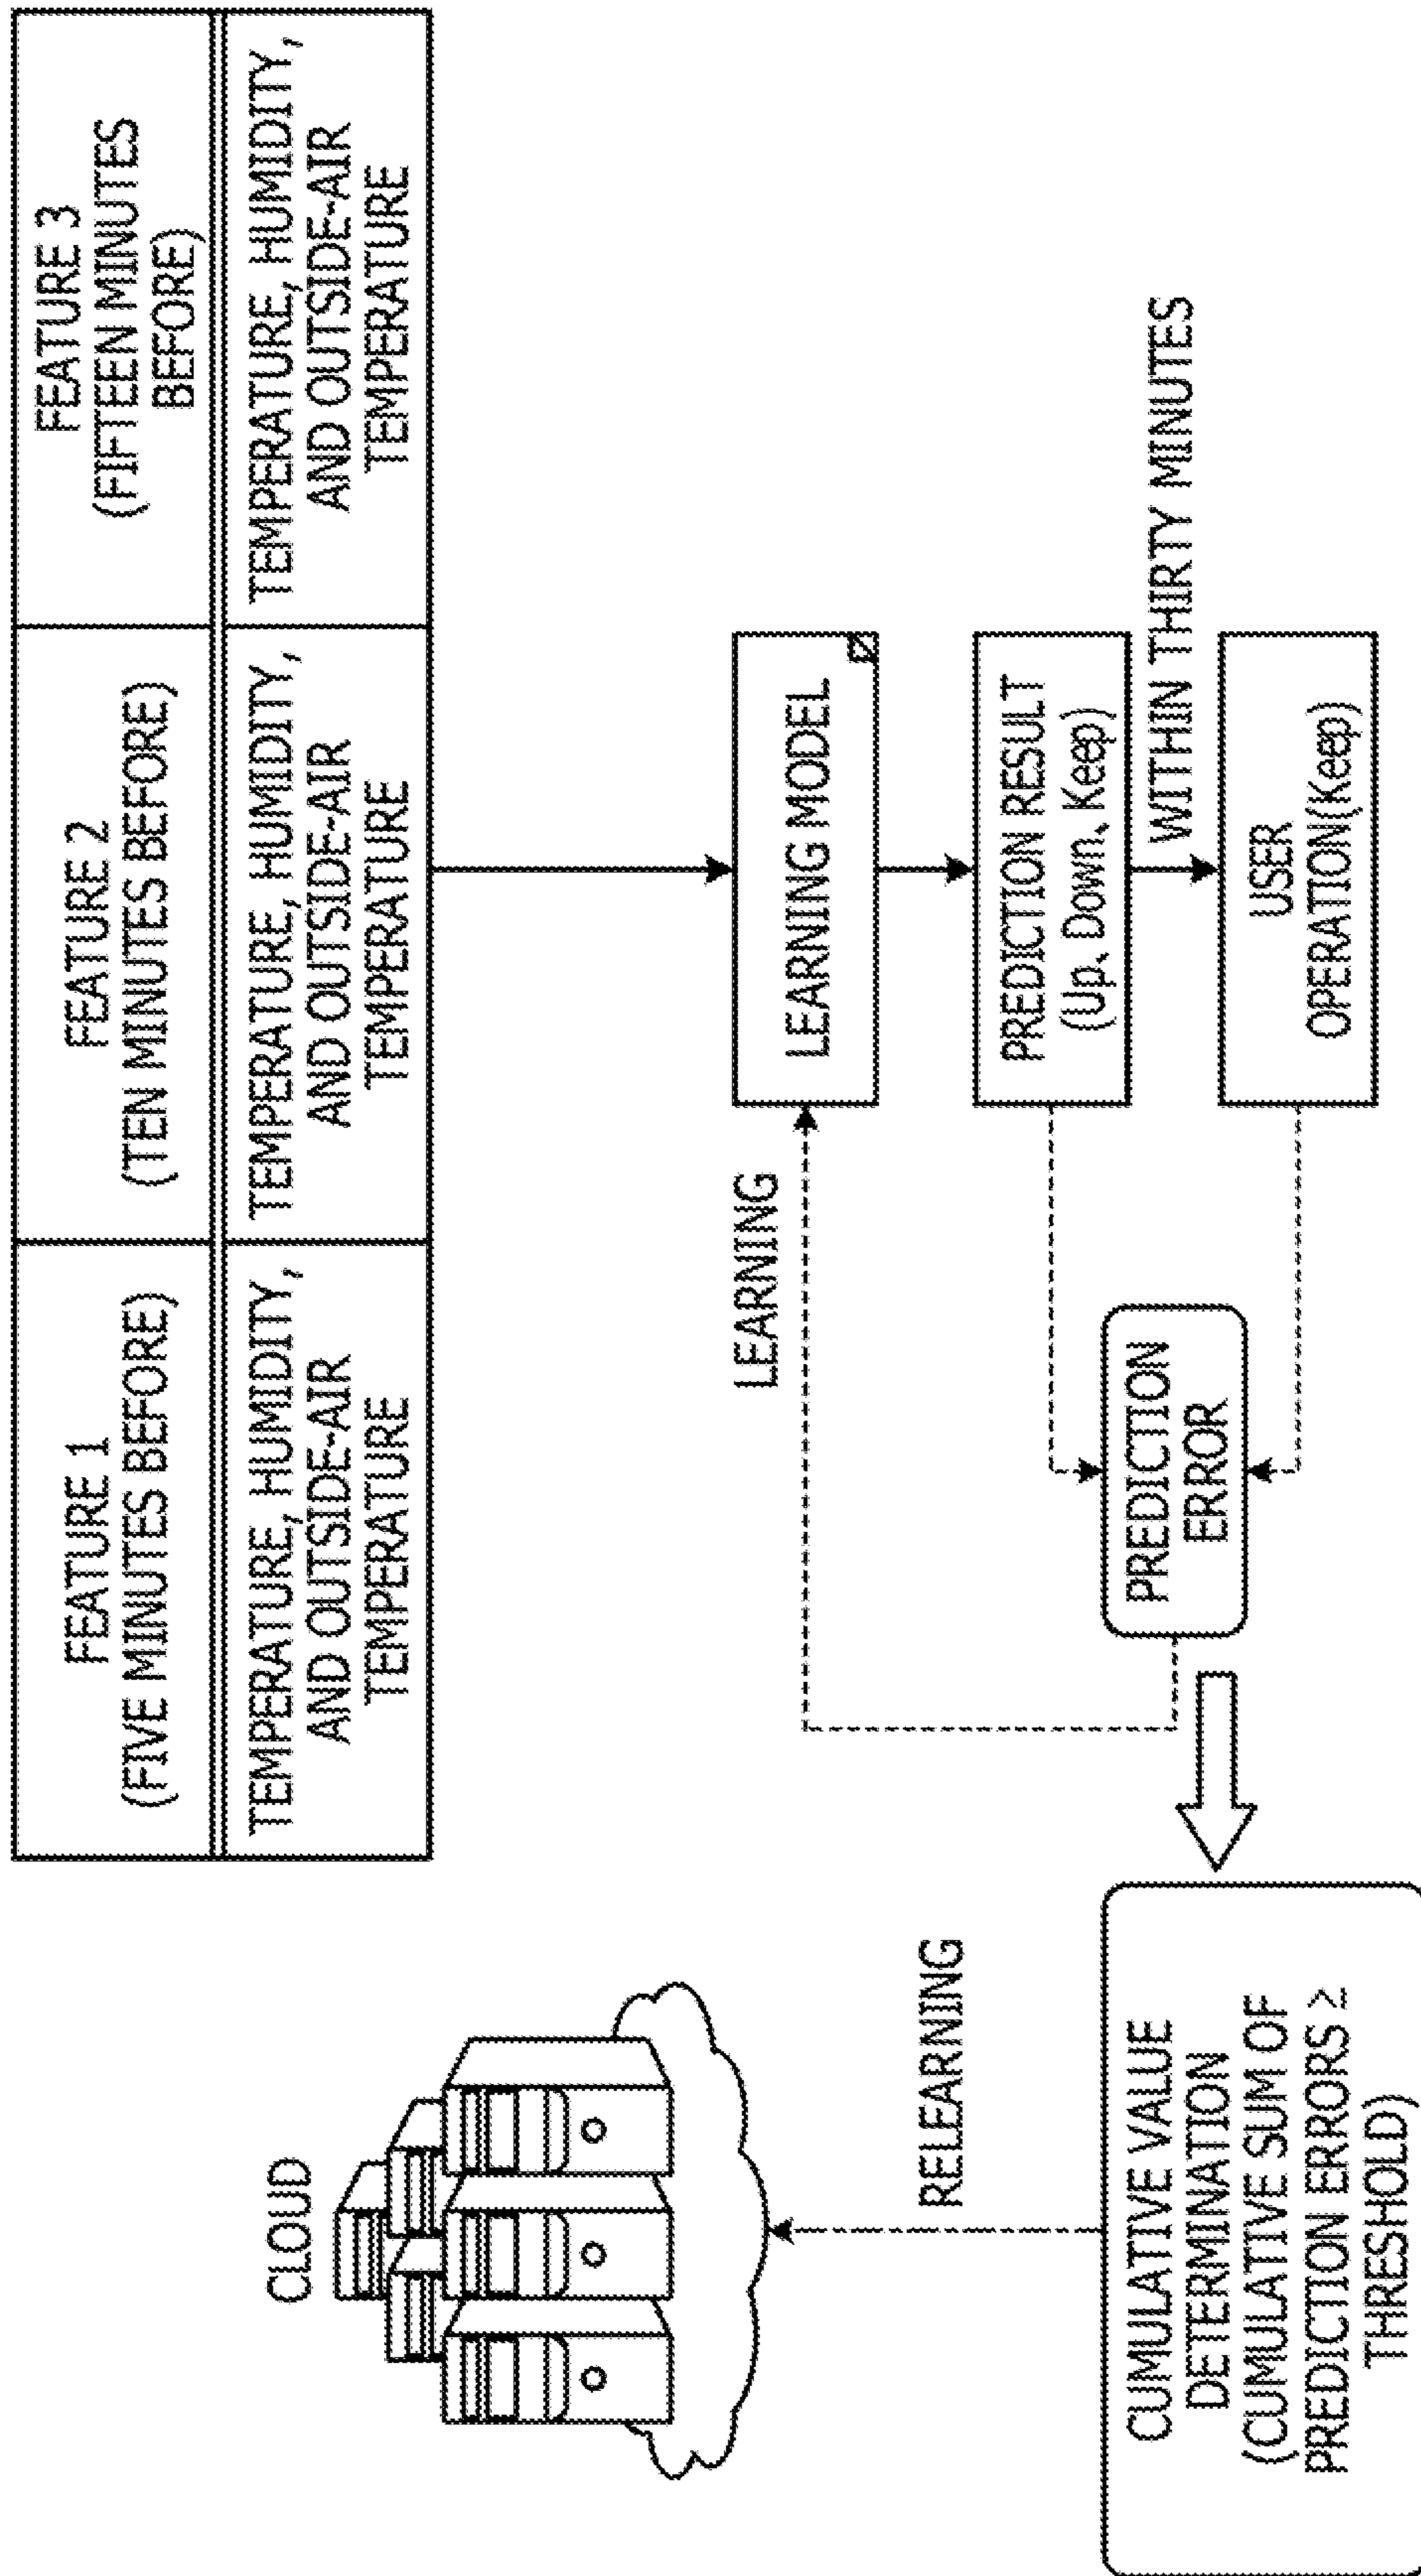 FEATURE 1
(FIVE MINUTES BEFORE)
FEATURE 2
(TEN MINUTES BEFORE)
FEATURE 3
(FIFTEEN MINUTES
BEFORE)
TEMPERATURE, HUMIDITY,
AND OUTSIDE-AIR
TEMPERATURE
TEMPERATURE, HUMIDITY,
AND OUTSIDE-AIR
TEMPERATURE
TEMPERATURE, HUMIDITY,
AND OUTSIDE-AIR
TEMPERATURE
CLOUD
LEARNING
LEARNING MODEL
RELEARNING
PREDICTION RESULT
(Up、Down、Keep)
WITHIN THIRTY MINUTES
PREDICTION
ERROR
USER
OPERATION(Keep)
CUMULATIVE VALUE
DETERMINATION
(CUMULATIVE SUM OF
PREDICTION ERRORS ≥
THRESHOLD)